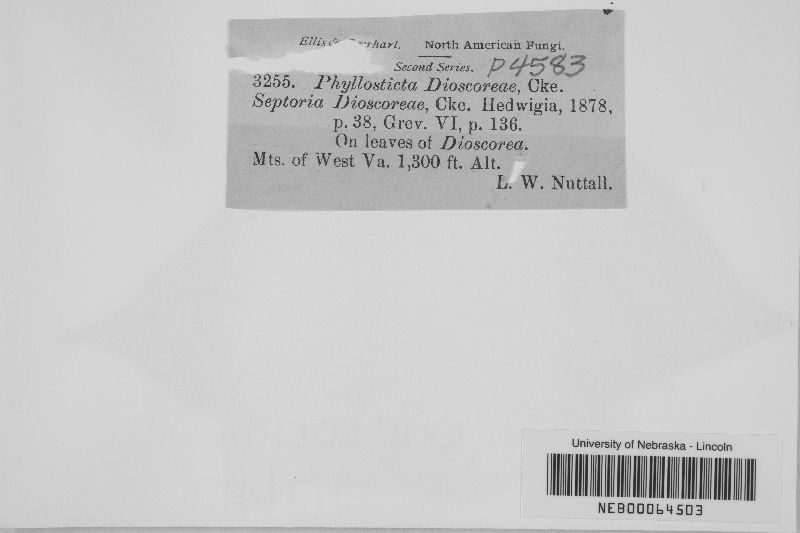 Ellis & Everhart. North American Fungi.
Second Series. P4583
3255. Phyllosticta Dioscoreae, Cke.
Septoria Dioscoreae, Cke. Hedwigia, 1878,
p. 38, Grev. VI, p. 136.
On leaves of Dioscorea.
Mts. of West Va. 1,300 ft. Alt.
L. W. Nuttall.
University of Nebraska - Lincoln
NEB00064503